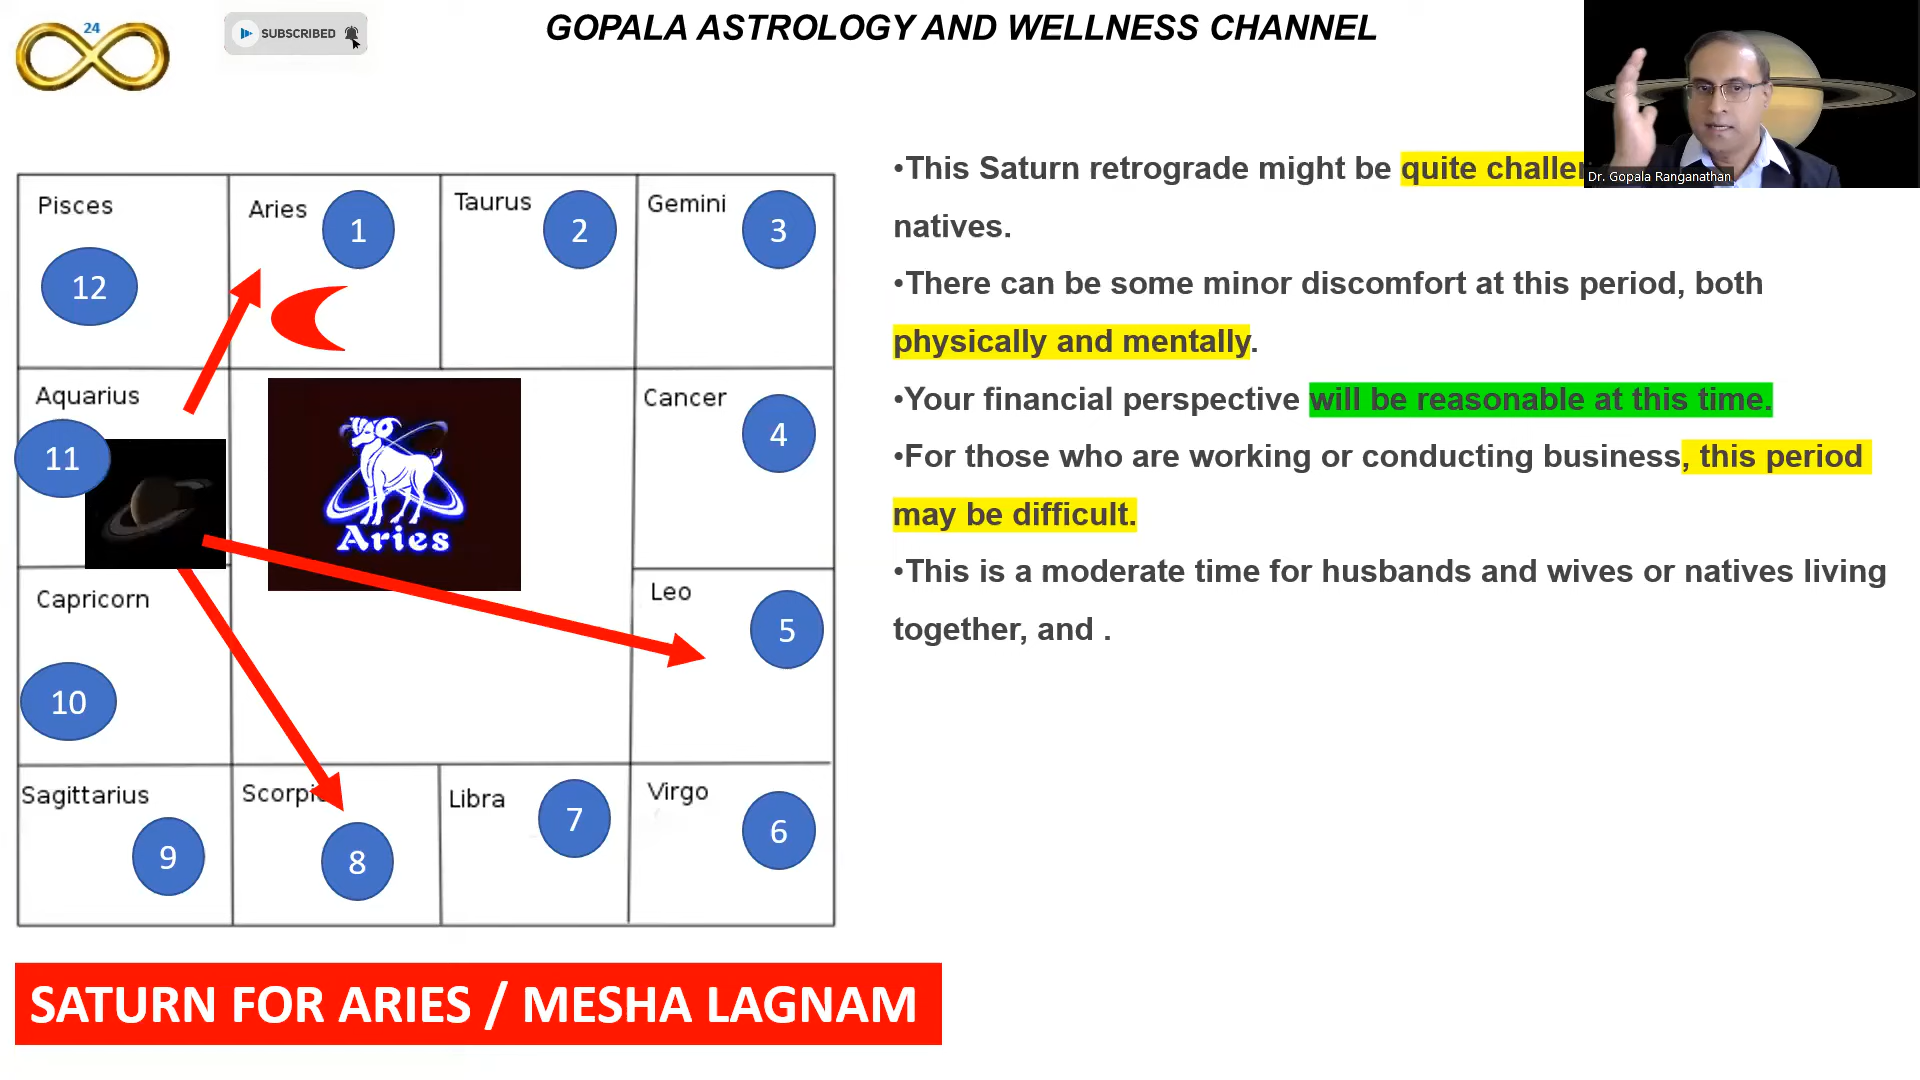 24
SUBSCRIBED
GOPALA ASTROLOGY AND WELLNESS CHANNEL
Dr. Gopala Ranganathan
Pisces
12
Aries
1
Taurus
2
Gemini
3
Aquarius
11
Aries
Cancer
4
Capricorn
10
Leo
5
Sagittarius
9
8
Libra
7
Virgo
6
•This Saturn retrograde might be quite
natives.
•There can be some minor discomfort at this period, both
physically and mentally.
•Your financial perspective will be reasonable at this time.
•For those who are working or conducting business, this period
may be difficult.
•This is a moderate time for husbands and wives or natives living
together, and .
SATURN FOR ARIES / MESHA LAGNAM